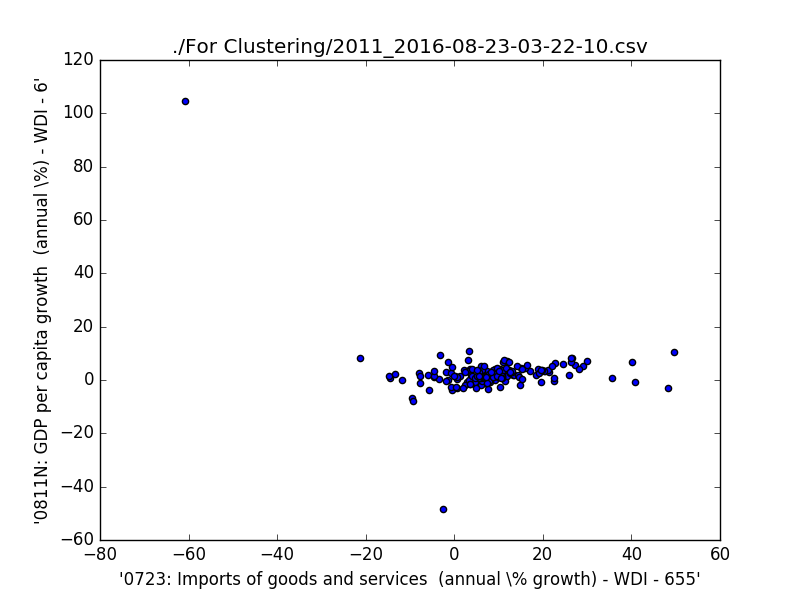 ./For Clustering/2011_2016-08-23-03-22-10.csv
120
100
80
60
40
20
0
−20
−40
−60
'0811N: GDP per capita growth  (annual \%) - WDI - 6'
−80 −60 −40 −20 0 20 40 60
'0723: Imports of goods and services  (annual \% growth) - WDI - 655'